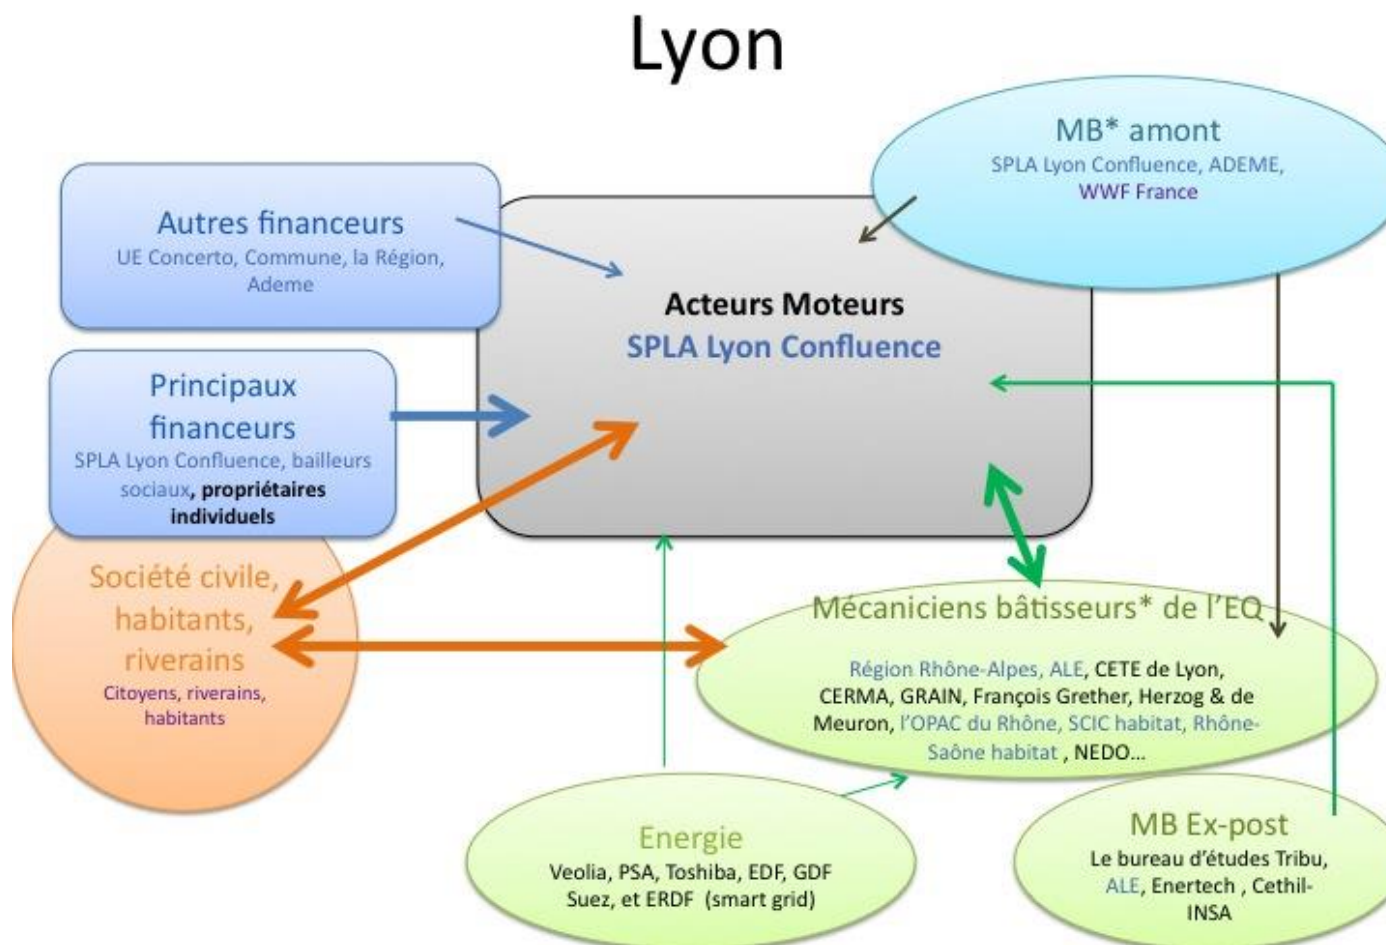 Lyon
MB* amont
SPLA Lyon Confluence, ADEME,
WWF France
Autres financeurs
UE Concerto, Commune, la Région,
Ademe
Acteurs Moteurs
SPLA Lyon Confluence
Principaux
financeurs
SPLA Lyon Confluence, bailleurs
sociaux, propriétaires
individuels
Société civile,
habitants,
riverains
Citoyens, riverains,
habitants
Mécaniciens bâtisseurs* de l’EQ
Région Rhône-Alpes, ALE, CETE de Lyon,
CERMA, GRAIN, François Grether, Herzog & de
Meuron, l’OPAC du Rhône, SCIC habitat, Rhône-
Saône habitat , NEDO…
Energie
Veolia, PSA, Toshiba, EDF, GDF
Suez, et ERDF (smart grid)
MB Ex-post
Le bureau d’études Tribu,
ALE, Enertech , Cethil-
INSA